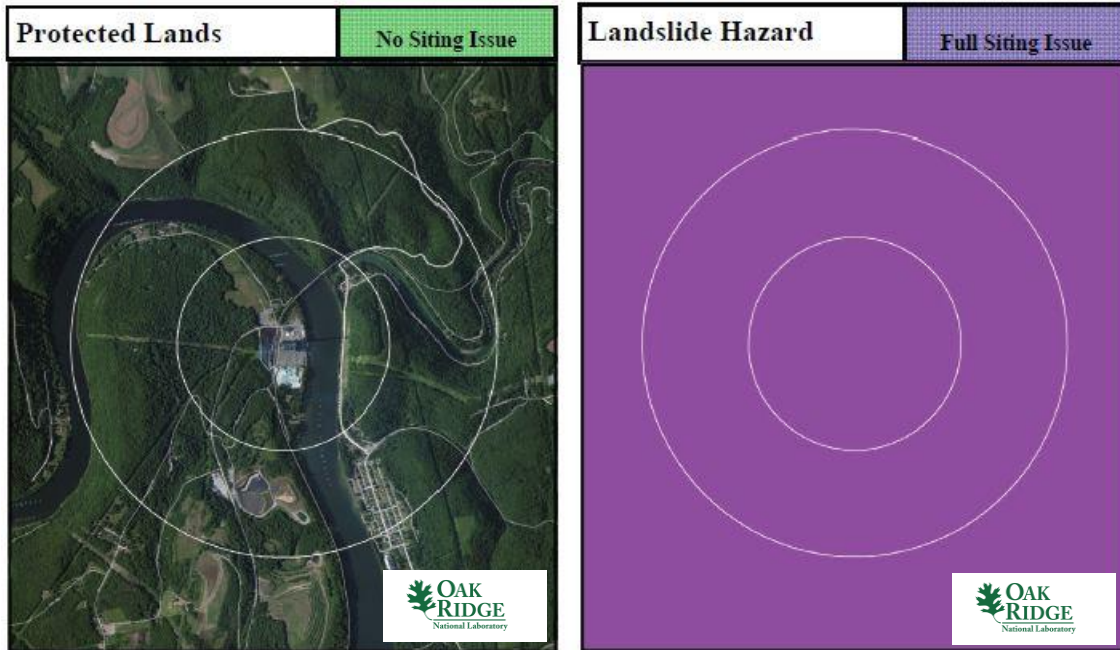 Protected Lands
No Siting Issue
OAK
RIDGE
National Laboratory
Landslide Hazard
Full Siting Issue
OAK
RIDGE
National Laboratory